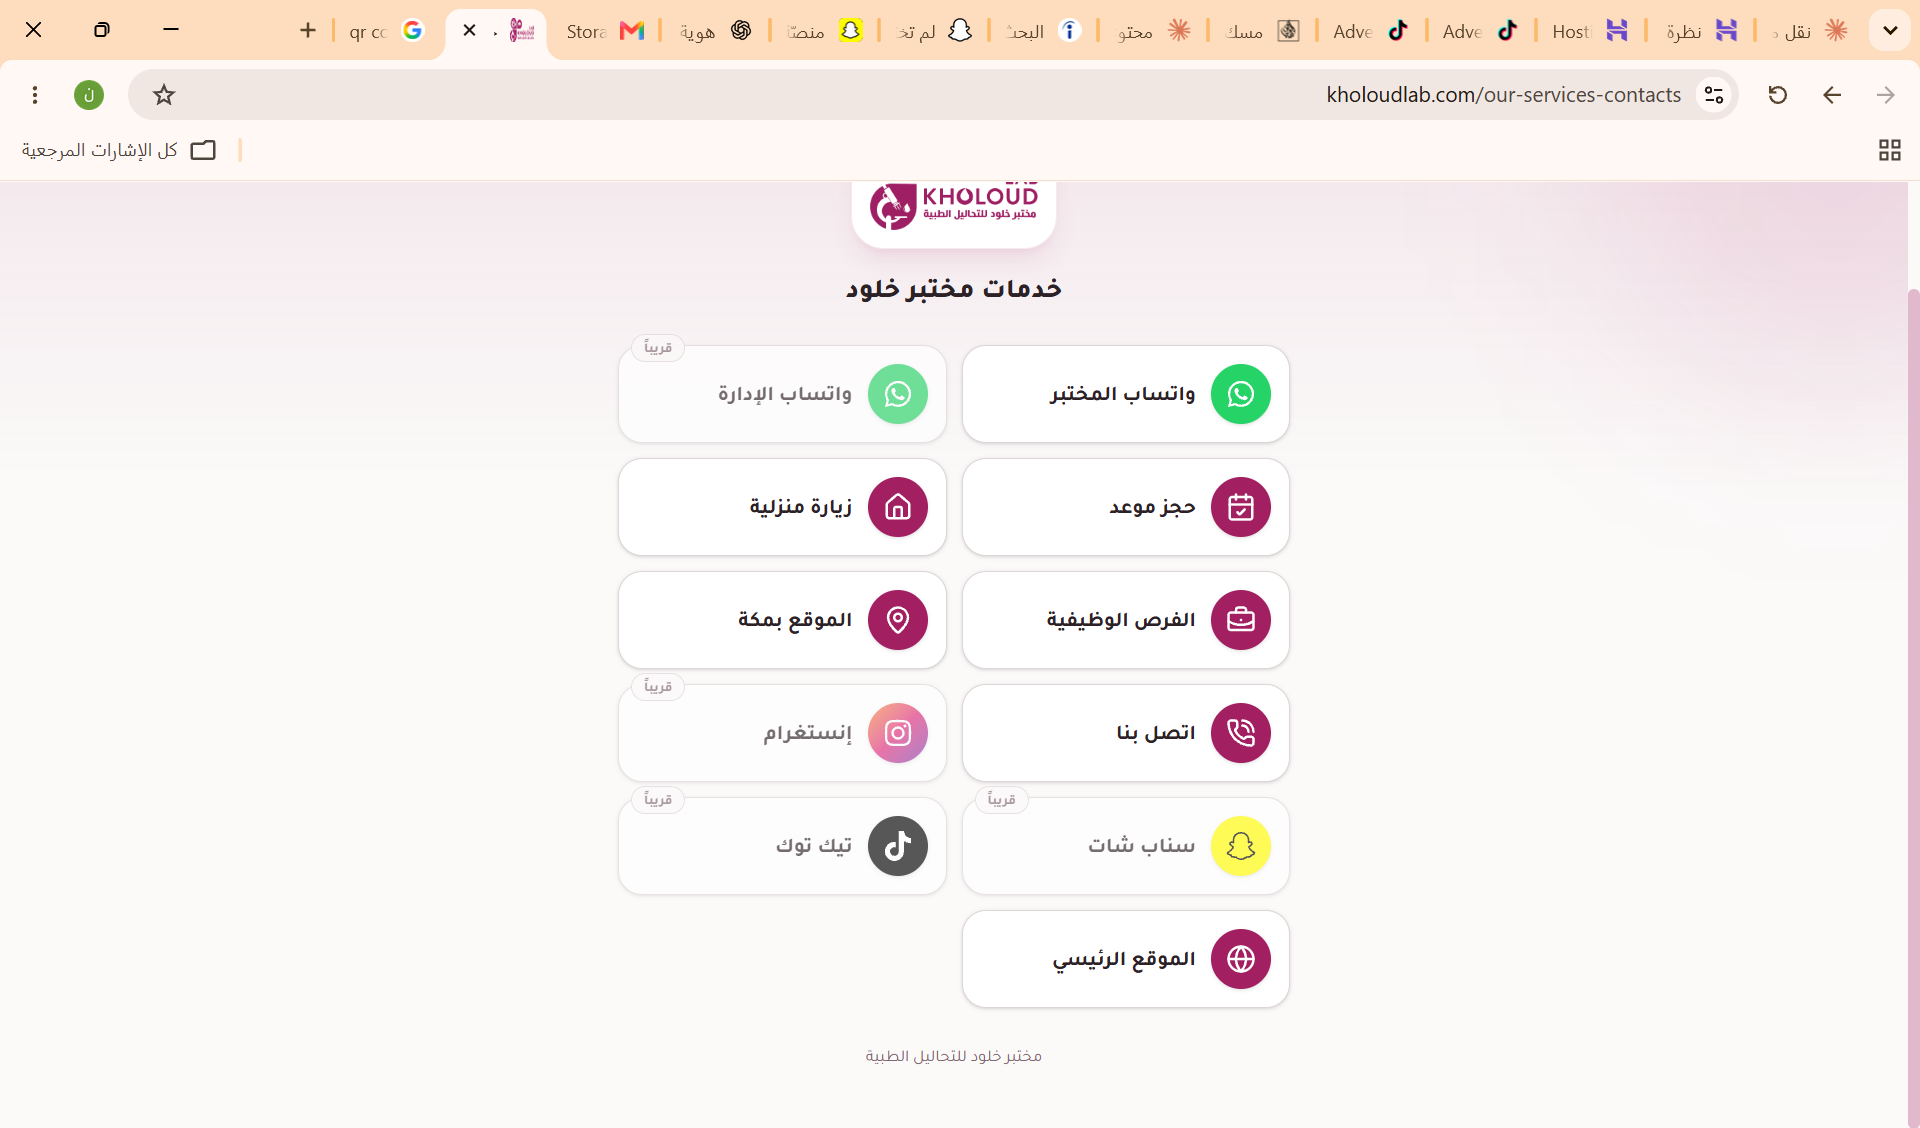 نقل
نظرة
Hosti
Adve
Adve
مسك
محتو
البحث
لم تخ
منصّة
هوية
Stora
qr cc
kholoudlab.com/our-services-contacts
ن
كل الإشارات المرجعية
KHOLOUD
مختبر خلود للتحاليل الطبية
خدمات مختبر خلود
واتساب المختبر
قريباً
واتساب الإدارة
حجز موعد
زيارة منزلية
الفرص الوظيفية
الموقع بمكة
اتصل بنا
قريباً
إنستغرام
قريباً
سناب شات
قريباً
تيك توك
الموقع الرئيسي
مختبر خلود للتحاليل الطبية